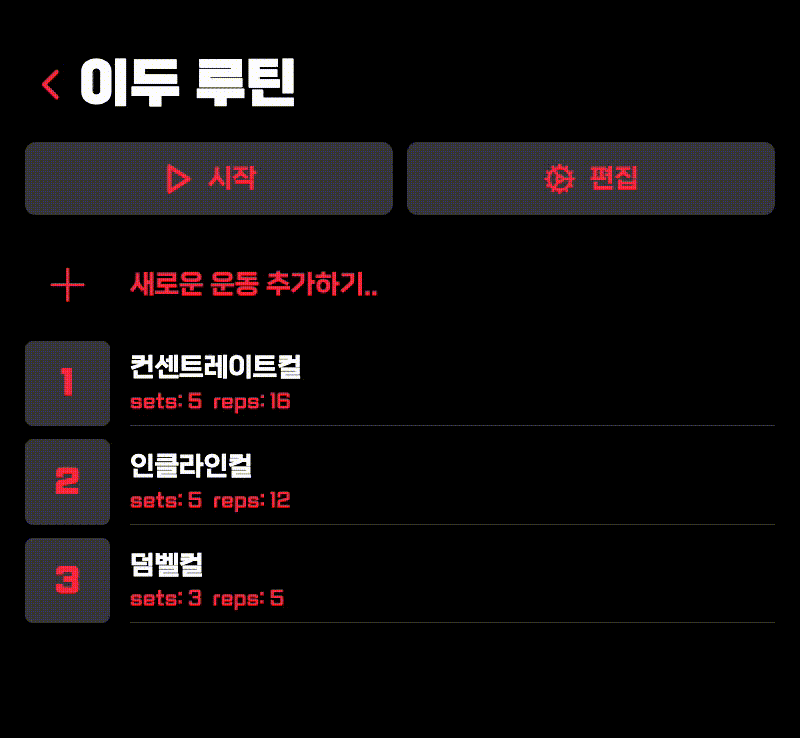 이두 루틴
시작 편집
새로운 운동 추가하기..
1 컨센트레이트컬
sets: 5 reps: 16
2 인클라인컬
sets: 5 reps: 12
3 덤벨컬
sets: 3 reps: 5